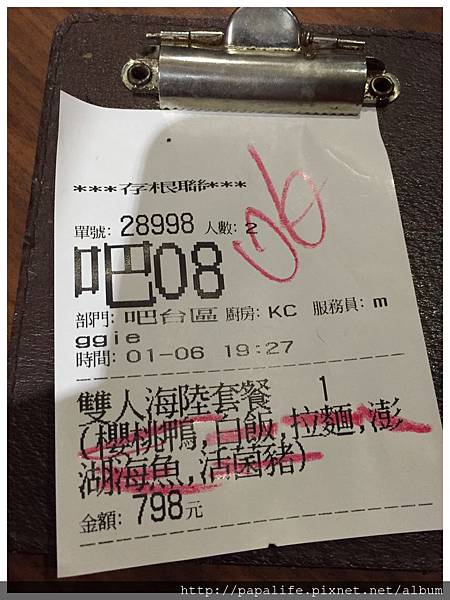 ***存根聯***
單號: 28998 人數: 2
吧08
部門: 吧台區 廚房: KC 服務員: m
ggie
時間: 01-06 19:27
雙人海陸套餐 1
(櫻桃鴨,白飯,拉麵,澎
湖海魚,活菌豬)
金額: 798元
http://papalife.pixnet.net/album